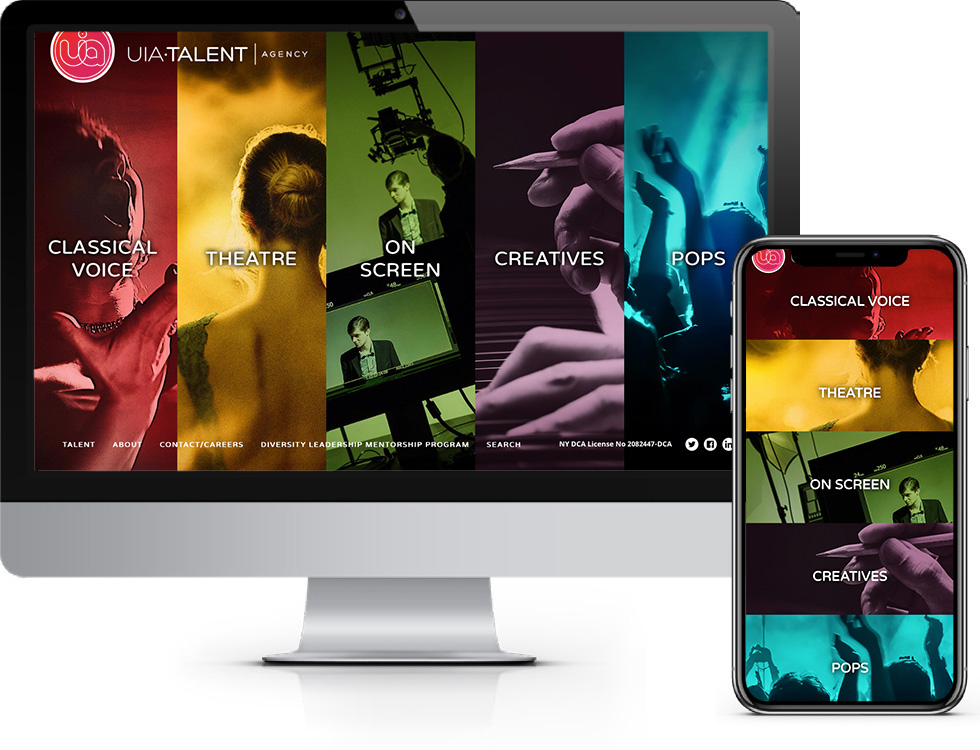 uia UIA·TALENT | AGENCY
CLASSICAL
VOICE
THEATRE
ON
SCREEN
CREATIVES
POPS
TALENT ABOUT CONTACT/CAREERS DIVERSITY LEADERSHIP MENTORSHIP PROGRAM SEARCH NY DCA License No 2082447-DCA
uia
CLASSICAL VOICE
THEATRE
ON SCREEN
CREATIVES
POPS